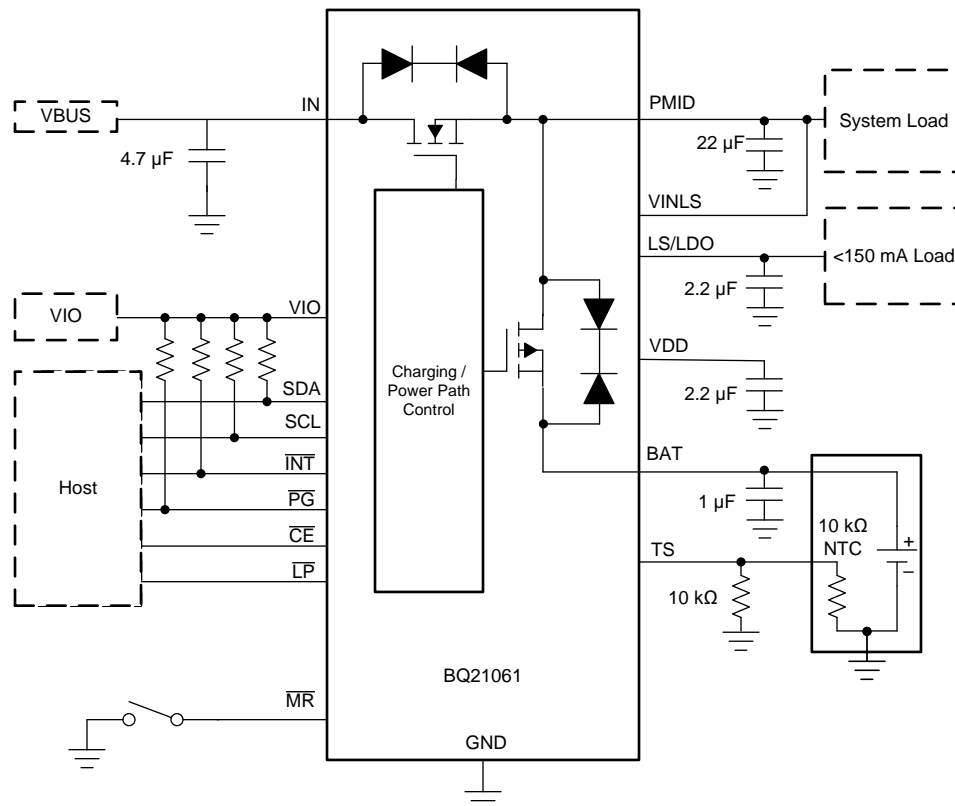 IN
PMID
VBUS
System Load
4.7 µF
22 µF
VINLS
LS/LDO
<150 mA Load
2.2 µF
VIO
VIO
VDD
Charging /
Power Path
Control
2.2 µF
SDA
SCL
INT
BAT
Host
PG
1 µF
10 kΩ
NTC
+
−
CE
TS
LP
10 kΩ
BQ21061
MR
GND